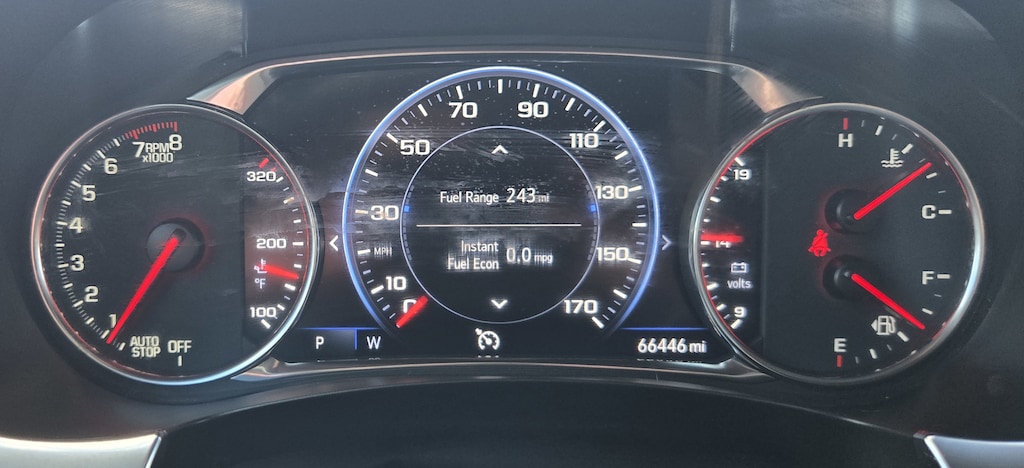 8
7 RPM
x1000
6
5
4
3
2
1
AUTO
STOP
OFF
320
200
°F
100
70
90
50
110
30
130
MPH
10
150
0
170
Fuel Range 243 mi
Instant
Fuel Econ 0.0 mpg
P W
66446 mi
19
14
volts
9
H
C
F
E